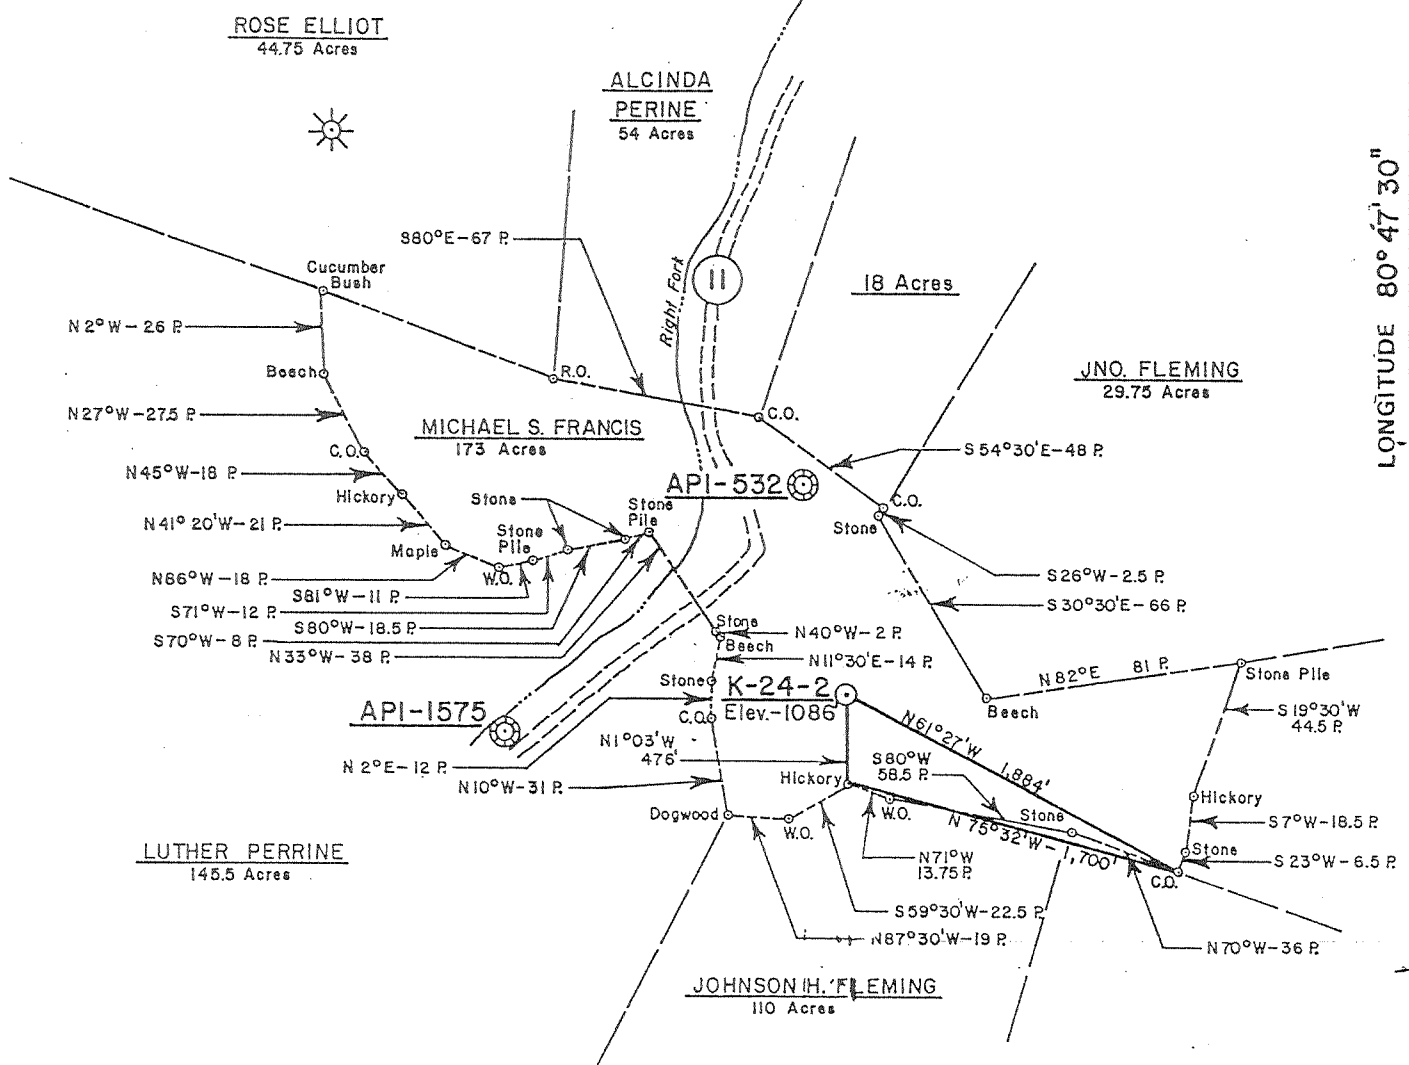 ROSE ELLIOT
44.75 Acres
ALCINDA
PERINE
54 Acres
LONGITUDE 80° 47' 30"
S80°E-67 P.
Right Fork
11
18 Acres
Cucumber
Bush
N 2° W-26 P.
Beech
R.O.
JNO. FLEMING
29.75 Acres
N27°W-27.5 P.
MICHAEL S. FRANCIS
173 Acres
C.O.
C.O.
S 54°30'E-48 P.
N45°W-18 P.
Hickory
Stone
API-532
C.O.
Stone
N41° 20'W-21 P.
Maple
Stone
Pile
Stone
Pile
W.O.
N86°W-18 P.
S81°W-11 P.
S71°W-12 P.
S80°W-18.5 P.
S70°W-8 P.
N33°W-38 P.
S26°W-2.5 P.
S30°30'E-66 P.
Stone
Beech
N40°W-2 P.
N11°30'E-14 P.
N82°E 81 P.
Stone Pile
Stone
K-24-2
Elev.-1086'
Beech
API-1575
C.O.
N1°03'W
476'
N61°27'W 1,884'
S19°30'W
44.5 P.
N 2°E-12 P.
N10°W-31 P.
S80°W
58.5 P.
Hickory
W.O.
Stone
Hickory
Dogwood
W.O.
N 75°32'W-1,700'
S7°W-18.5 P.
LUTHER PERRINE
145.5 Acres
N71°W
13.75 P.
Stone
S 23°W-6.5 P.
C.O.
S59°30'W-22.5 P.
N87°30'W-19 P.
N70°W-36 P.
JOHNSON H. FLEMING
110 Acres